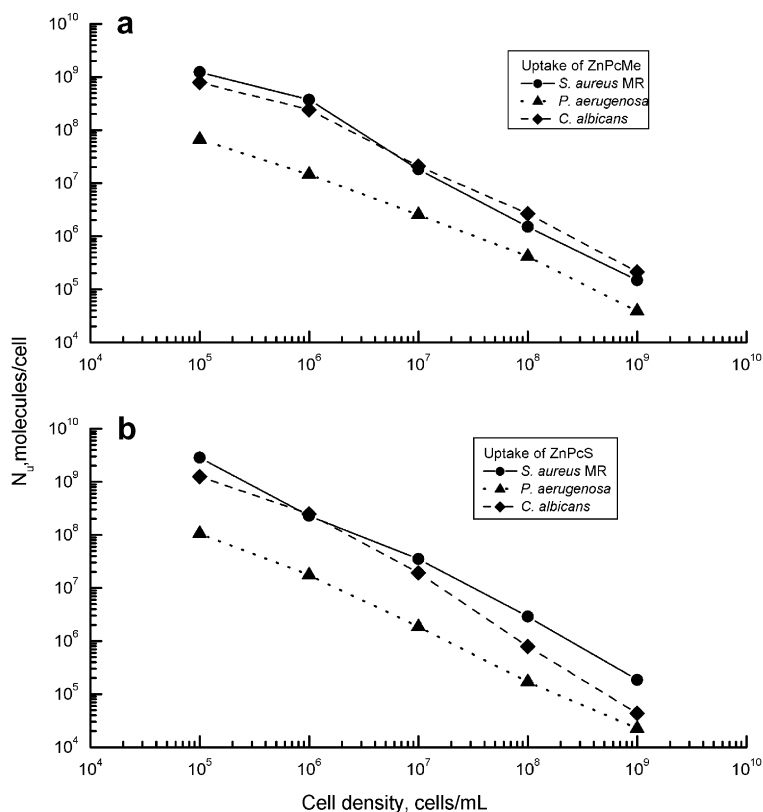 a
10^10
10^9
10^8
10^7
10^6
10^5
10^4
Uptake of ZnPcMe
S. aureus MR
P. aerugenosa
C. albicans
10^4 10^5 10^6 10^7 10^8 10^9 10^10
N_u,molecules/cell
b
10^10
10^9
10^8
10^7
10^6
10^5
10^4
Uptake of ZnPcS
S. aureus MR
P. aerugenosa
C. albicans
10^4 10^5 10^6 10^7 10^8 10^9 10^10
Cell density, cells/mL